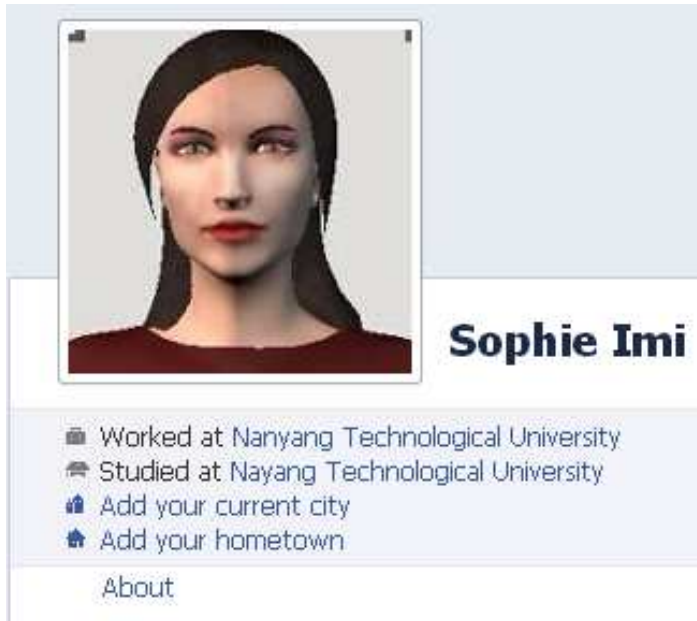 Sophie Imi
Worked at Nanyang Technological University
Studied at Nayang Technological University
Add your current city
Add your hometown
About